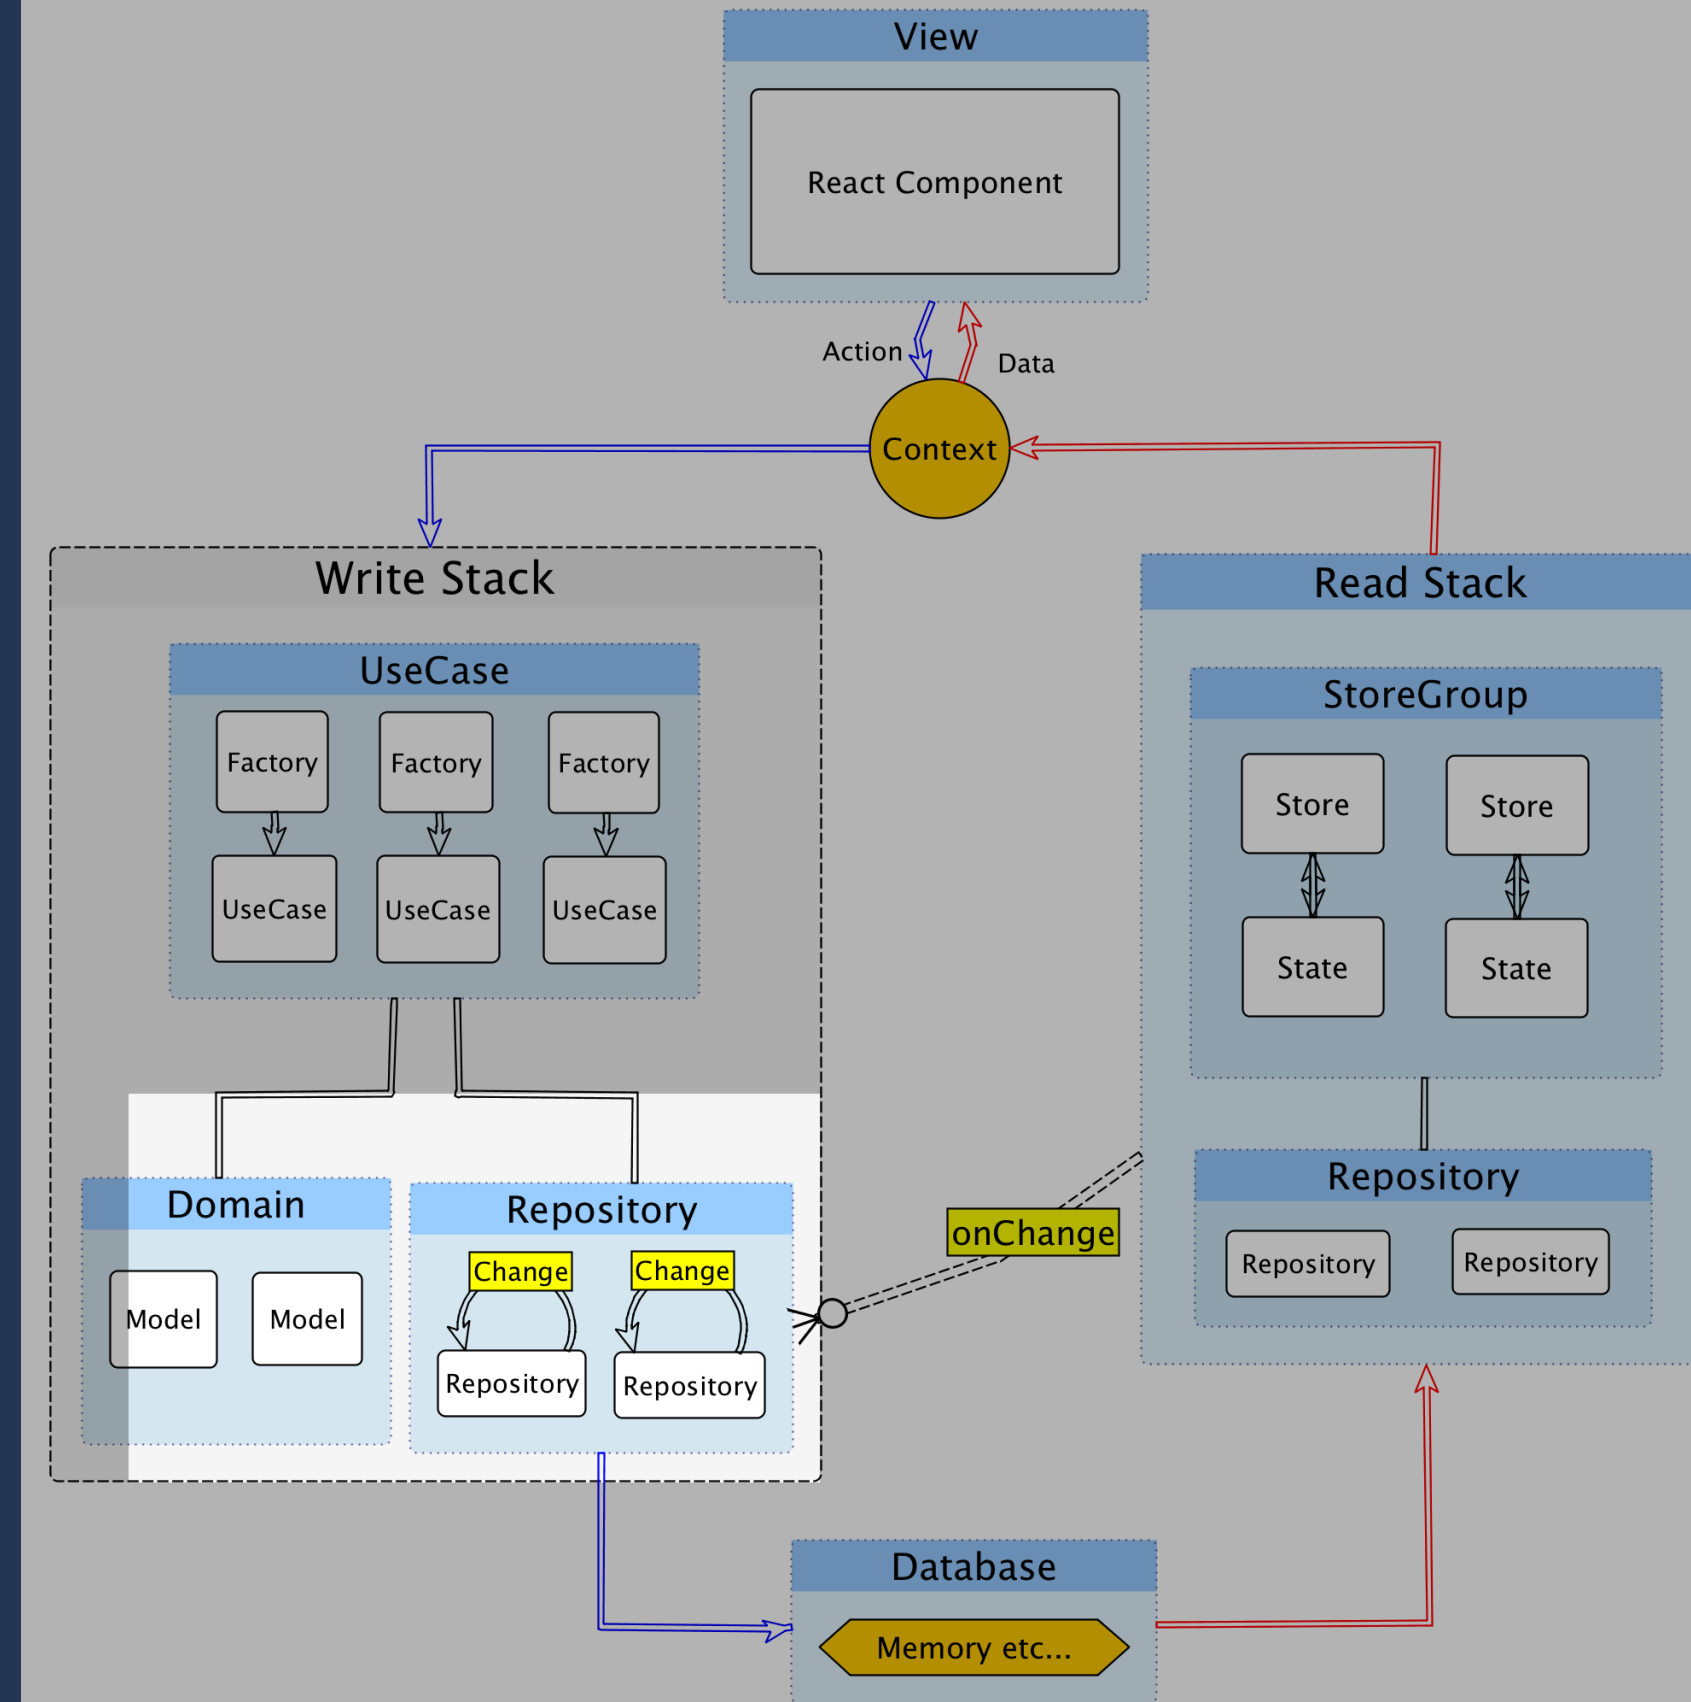 View
React Component
Action
Data
Context
Write Stack
UseCase
Factory
Factory
Factory
UseCase
UseCase
UseCase
Domain
Model
Model
Repository
Change
Change
Repository
Repository
onChange
Read Stack
StoreGroup
Store
Store
State
State
Repository
Repository
Repository
Database
Memory etc...